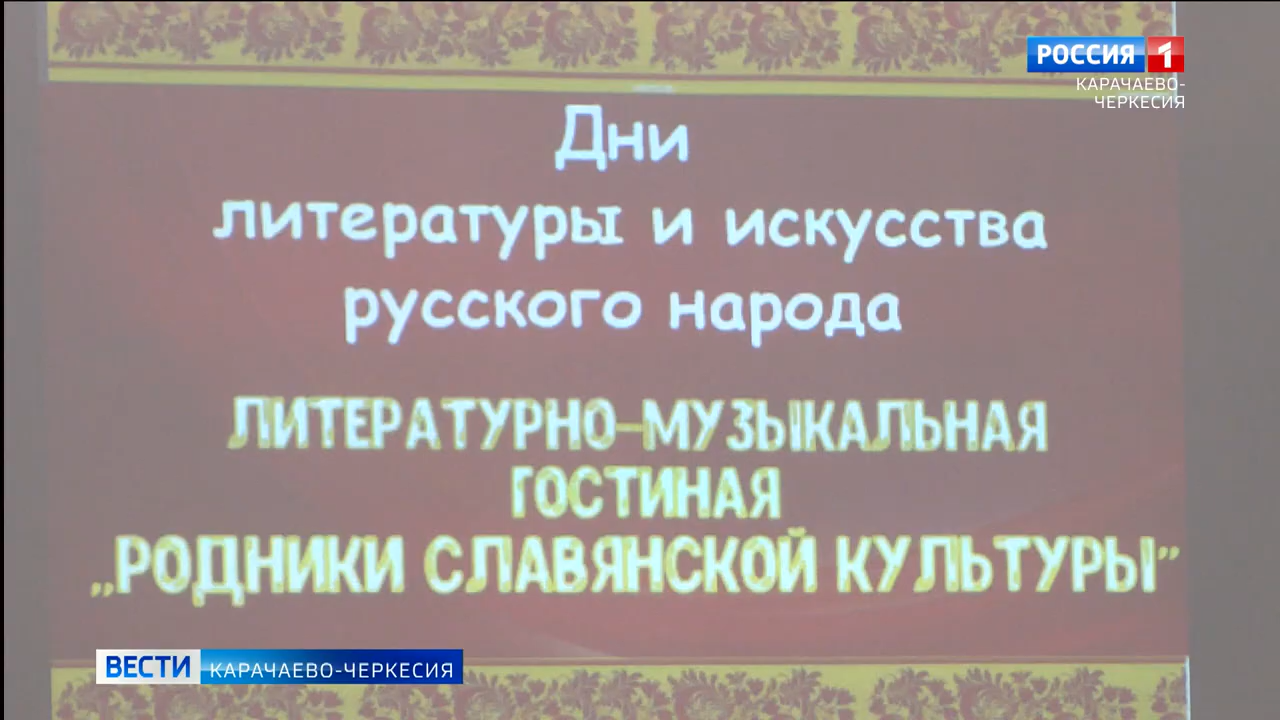 РОССИЯ 1
КАРАЧАЕВО-
ЧЕРКЕСИЯ
Дни
литературы и искусства
русского народа
ЛИТЕРАТУРНО-МУЗЫКАЛЬНАЯ
ГОСТИНАЯ
„РОДНИКИ СЛАВЯНСКОЙ КУЛЬТУРЫ”
ВЕСТИ КАРАЧАЕВО-ЧЕРКЕСИЯ